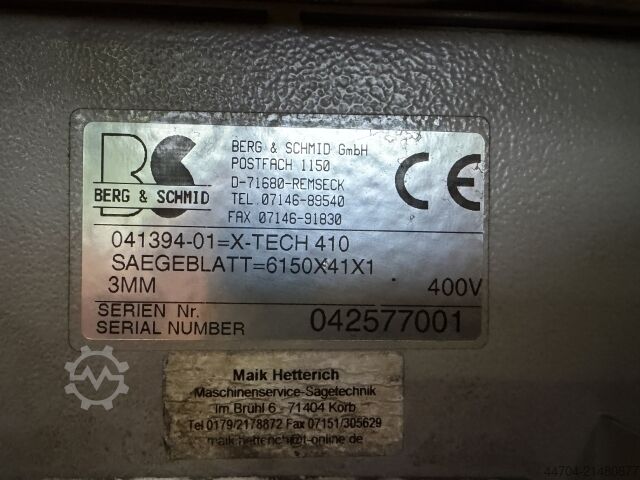 BS
BERG & SCHMID
BERG & SCHMID GmbH
POSTFACH 1150
D-71680-REMSECK
TEL.07146-89540
FAX 07146-91830
CE
041394-01=X-TECH 410
SAEGEBLATT=6150X41X1
3MM 400V
SERIEN Nr.
SERIAL NUMBER 042577001
Maik Hetterich
Maschinenservice-Sägetechnik
Im Brühl 6 - 71404 Korb
Tel 0179/2178872 Fax 07151/305629
maik.hetterich@t-online.de
44704-21480877